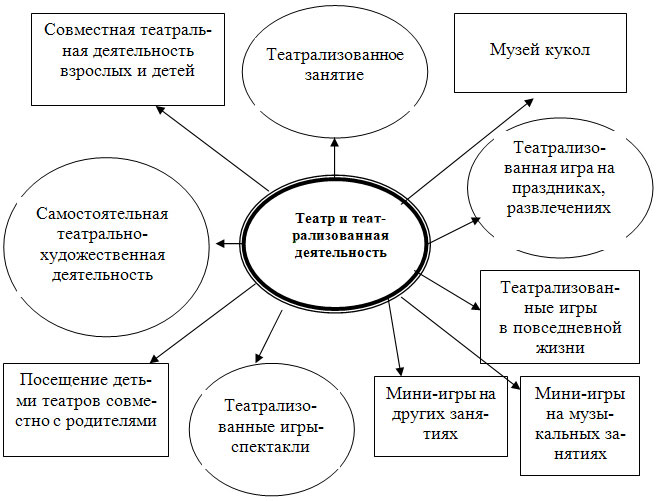 Совместная театраль-
ная деятельность
взрослых и детей
Театрализованное
занятие
Музей кукол
Театрализо-
ванная игра на
праздниках,
развлечениях
Самостоятельная
театрально-
художественная
деятельность
Театр и теат-
рализованная
деятельность
Театрализован-
ные игры
в повседневной
жизни
Посещение деть-
ми театров совме-
стно с родителями
Театрализо-
ванные игры-
спектакли
Мини-игры на
других заня-
тиях
Мини-игры
на музы-
кальных за-
нятиях